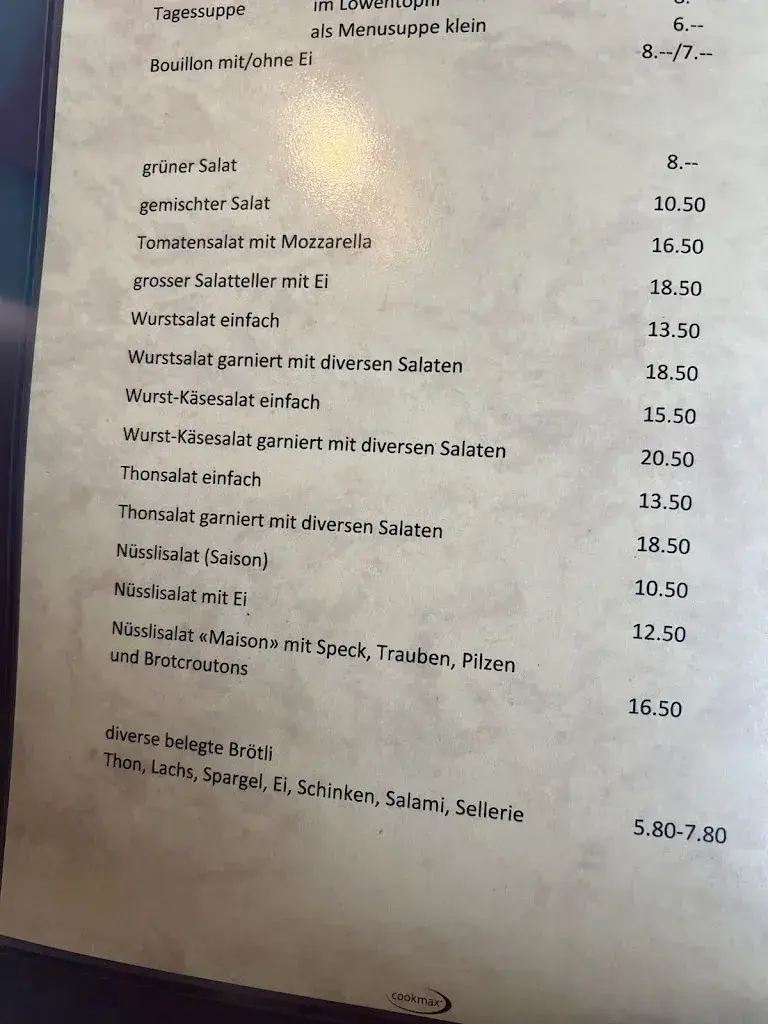 Tagessuppe im Löwentöpfli
als Menusuppe klein 6.--
Bouillon mit/ohne Ei 8.--/7.--
grüner Salat 8.--
gemischter Salat 10.50
Tomatensalat mit Mozzarella 16.50
grosser Salatteller mit Ei 18.50
Wurstsalat einfach 13.50
Wurstsalat garniert mit diversen Salaten 18.50
Wurst-Käsesalat einfach 15.50
Wurst-Käsesalat garniert mit diversen Salaten 20.50
Thonsalat einfach 13.50
Thonsalat garniert mit diversen Salaten 18.50
Nüsslisalat (Saison) 10.50
Nüsslisalat mit Ei 12.50
Nüsslisalat «Maison» mit Speck, Trauben, Pilzen
und Brotcroutons 16.50
diverse belegte Brötli
Thon, Lachs, Spargel, Ei, Schinken, Salami, Sellerie 5.80-7.80
cookmax